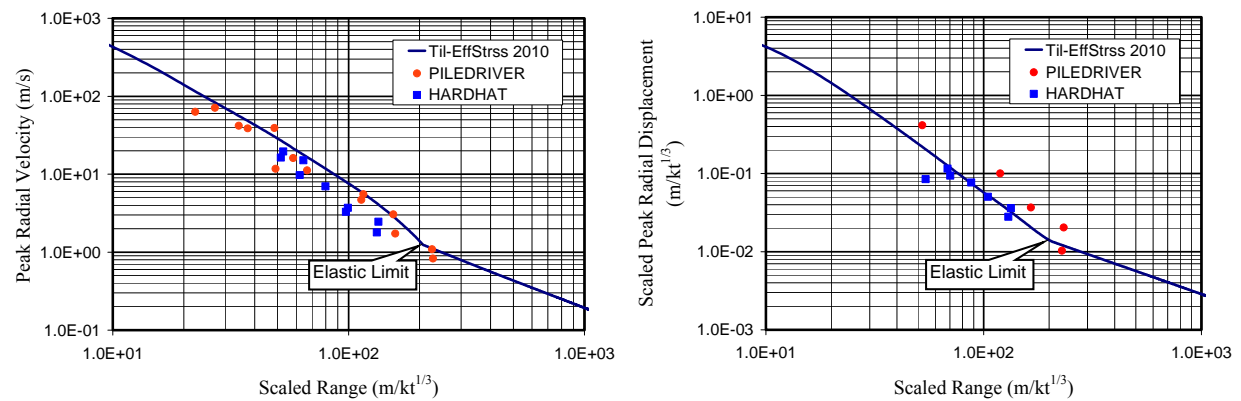 Peak Radial Velocity (m/s)
1.0E+03
1.0E+02
1.0E+01
1.0E+00
1.0E-01
Til-EffStrss 2010
PILEDRIVER
HARDHAT
Elastic Limit
1.0E+01
1.0E+02
1.0E+03
Scaled Range (m/kt^{1/3})
Scaled Peak Radial Displacement
(m/kt^{1/3})
1.0E+01
1.0E+00
1.0E-01
1.0E-02
1.0E-03
Til-EffStrss 2010
PILEDRIVER
HARDHAT
Elastic Limit
1.0E+01
1.0E+02
1.0E+03
Scaled Range (m/kt^{1/3})